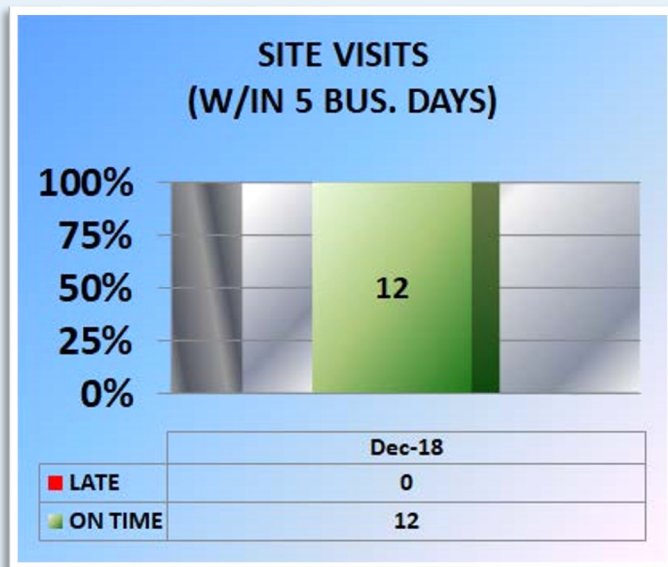 SITE VISITS
(W/IN 5 BUS. DAYS)
100%
75%
50%
25%
0%
12
Dec-18
LATE 0
ON TIME 12